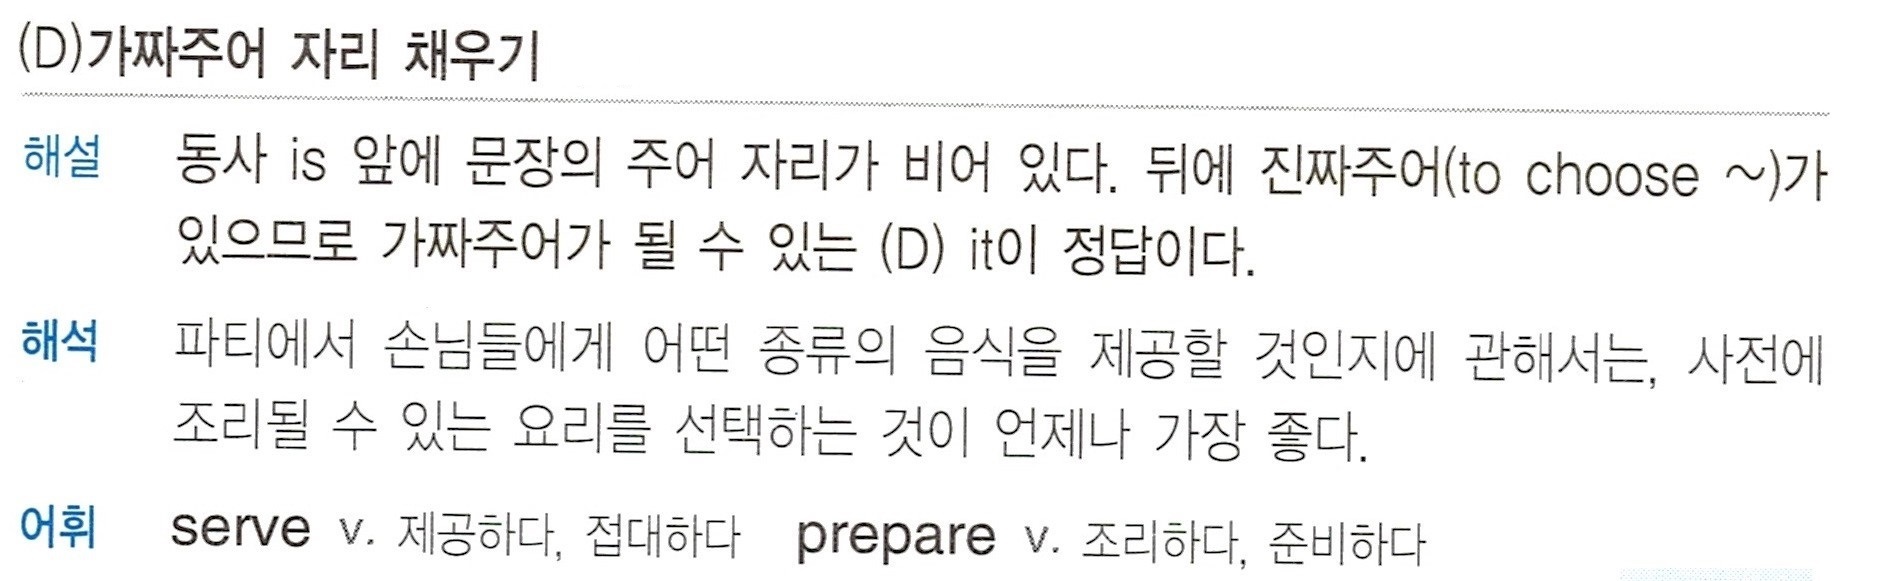 (D)가짜주어 자리 채우기
해설 동사 is 앞에 문장의 주어 자리가 비어 있다. 뒤에 진짜주어(to choose ~)가
있으므로 가짜주어가 될 수 있는 (D) it이 정답이다.
해석 파티에서 손님들에게 어떤 종류의 음식을 제공할 것인지에 관해서는, 사전에
조리될 수 있는 요리를 선택하는 것이 언제나 가장 좋다.
어휘 serve v. 제공하다, 접대하다 prepare v. 조리하다, 준비하다